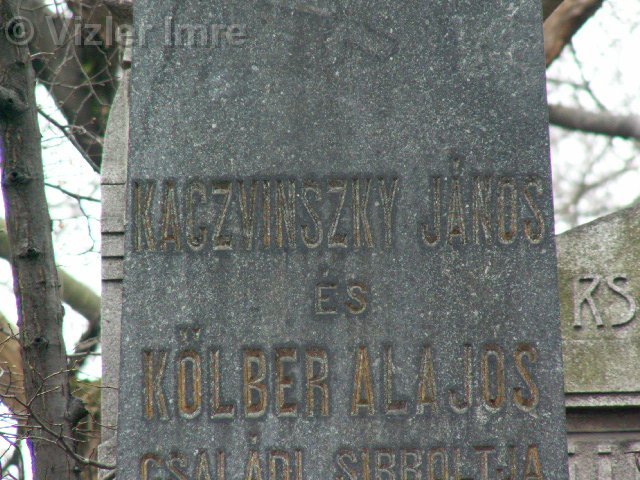 © Vizler Imre
KACZVINSZKY JÁNOS
ÉS
KÖLBER ALAJOS
CSALÁDI SIRBOLTJA
KS